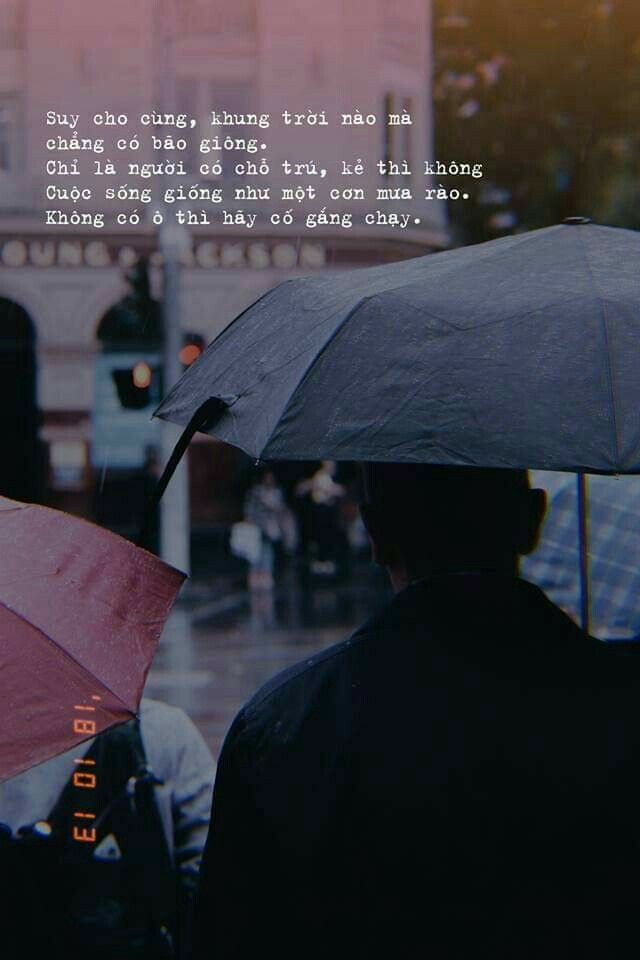 Suy cho cùng, khung trời nào mà
chẳng có bão giông.
Chỉ là người có chỗ trú, kẻ thì không
Cuộc sống giống như một cơn mưa rào.
Không có ô thì hãy cố gắng chạy.
OUNG JACKSON
'18 10 13